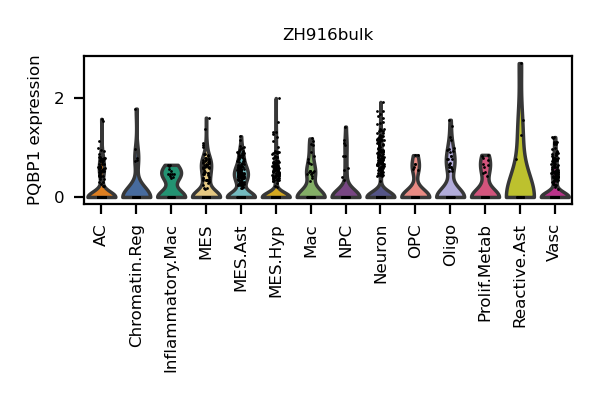 ZH916bulk
PQBP1 expression
2
0
AC
Chromatin.Reg
Inflammatory.Mac
MES
MES.Ast
MES.Hyp
Mac
NPC
Neuron
OPC
Oligo
Prolif.Metab
Reactive.Ast
Vasc